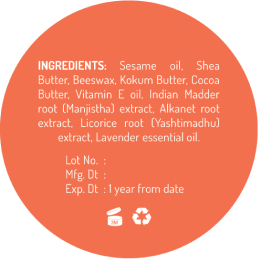 INGREDIENTS: Sesame oil, Shea
Butter, Beeswax, Kokum Butter, Cocoa
Butter, Vitamin E oil, Indian Madder
root (Manjistha) extract, Alkanet root
extract, Licorice root (Yashtimadhu)
extract, Lavender essential oil.
Lot No. :
Mfg. Dt :
Exp. Dt : 1 year from date